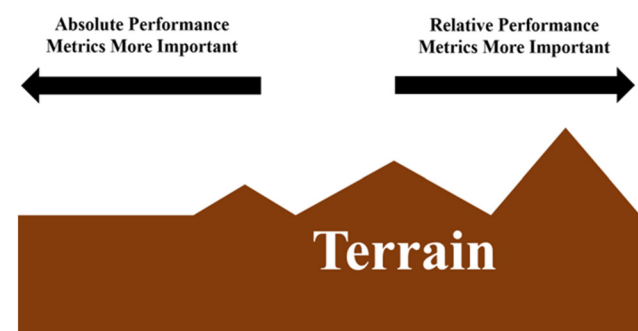 Absolute Performance
Metrics More Important
Relative Performance
Metrics More Important
Terrain